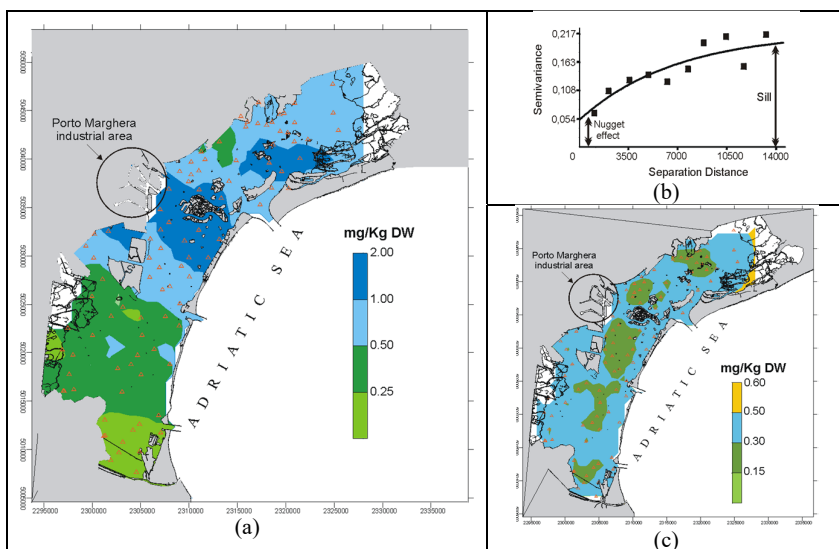 Porto Marghera
industrial area
mg/Kg DW
2.00
1.00
0.50
0.25
ADRIATIC SEA
2295000 2300000 2305000 2310000 2315000 2320000 2325000 2330000 2335000
(a)
Semivariance
0,217
0,163
0,108
0,054
0
Nugget
effect
Sill
3500 7000 10500 14000
Separation Distance
(b)
Porto Marghera
industrial area
mg/Kg DW
0.60
0.50
0.30
0.15
ADRIATIC SEA
(c)